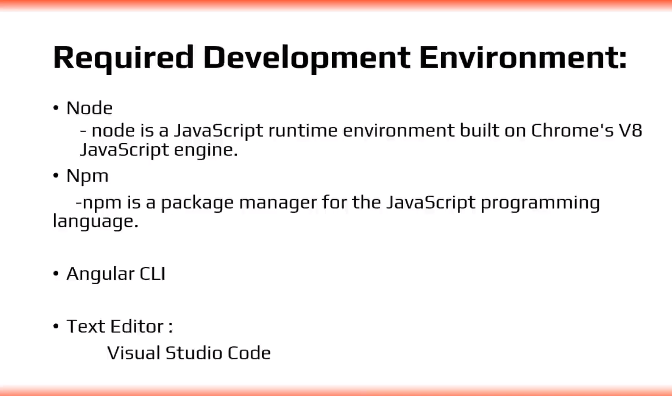 Required Development Environment:
• Node
- node is a JavaScript runtime environment built on Chrome's V8
JavaScript engine.
• Npm
-npm is a package manager for the JavaScript programming
language.
• Angular CLI
• Text Editor :
Visual Studio Code